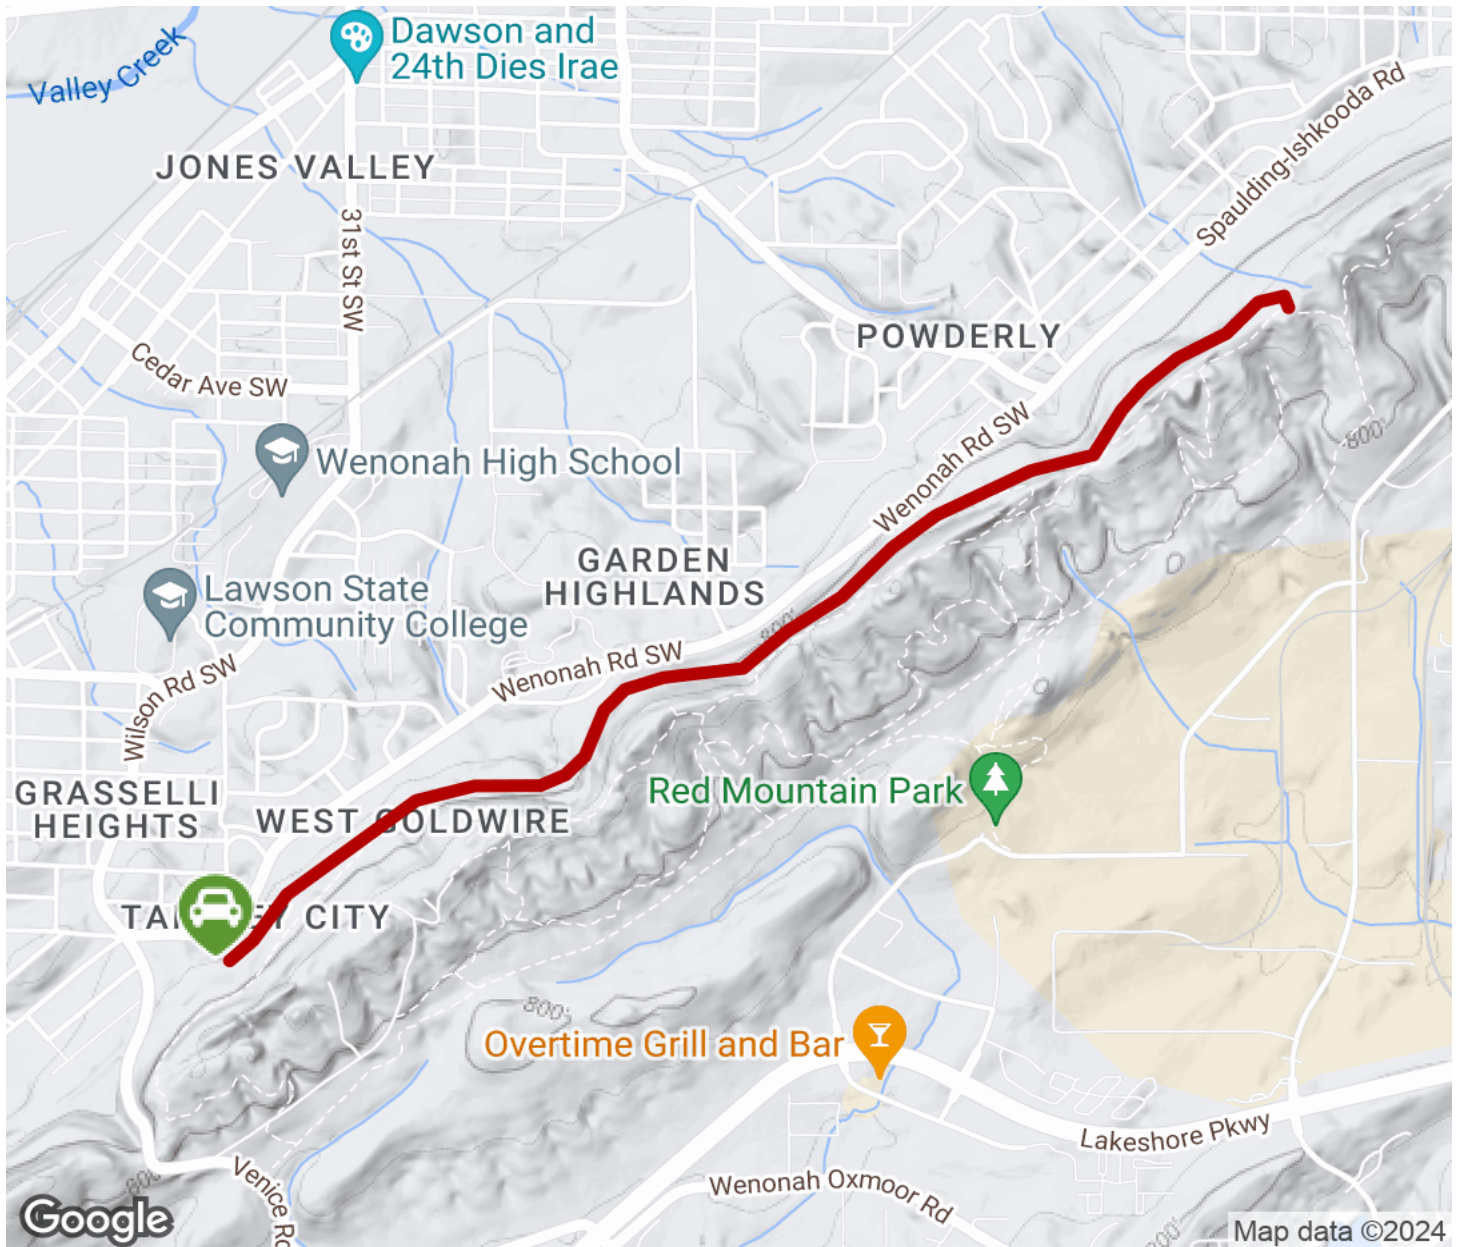 Valley Creek
Dawson and
24th Dies Irae
Spaulding-Ishkooda Rd
JONES VALLEY
31st St SW
POWDERLY
Cedar Ave SW
800'
Wenonah High School
Wenonah Rd SW
GARDEN
HIGHLANDS
Lawson State
Community College
800'
Wenonah Rd SW
Wilson Rd SW
Red Mountain Park
GRASSELLI
HEIGHTS
WEST GOLDWIRE
CITY
800'
Overtime Grill and Bar
Lakeshore Pkwy
Venice Rd
800
Wenonah Oxmoor Rd
Google
800'
Map data ©2024